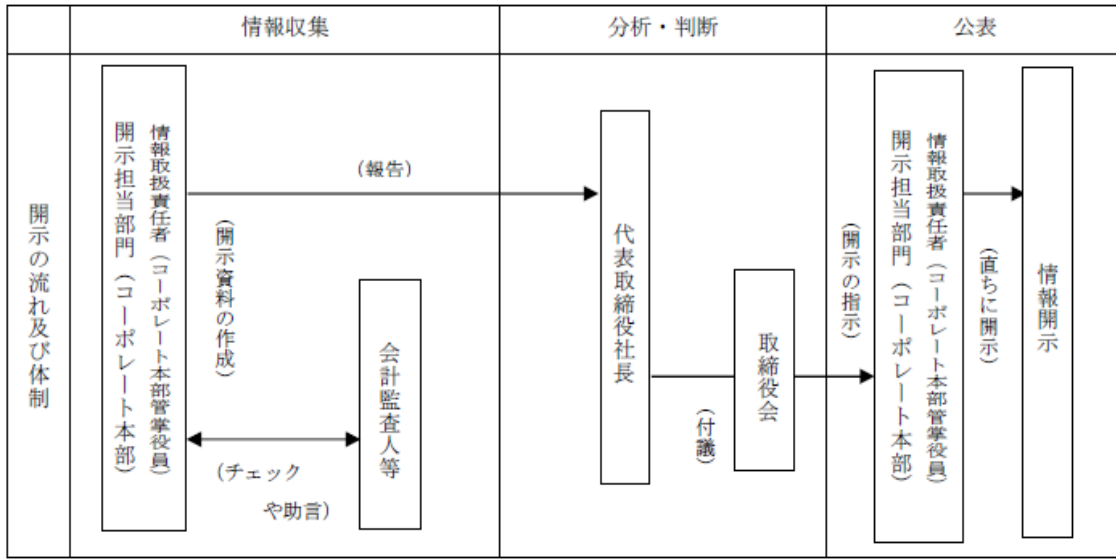 情報収集
分析・判断
公表
開示の流れ及び体制
情報取扱責任者（コーポレート本部管掌役員）
開示担当部門（コーポレート本部）
（開示資料の作成）
（報告）
（チェック
や助言）
会計監査人等
代表取締役社長
（付議）
取締役会
（開示の指示）
情報取扱責任者（コーポレート本部管掌役員）
開示担当部門（コーポレート本部）
（直ちに開示）
情報開示